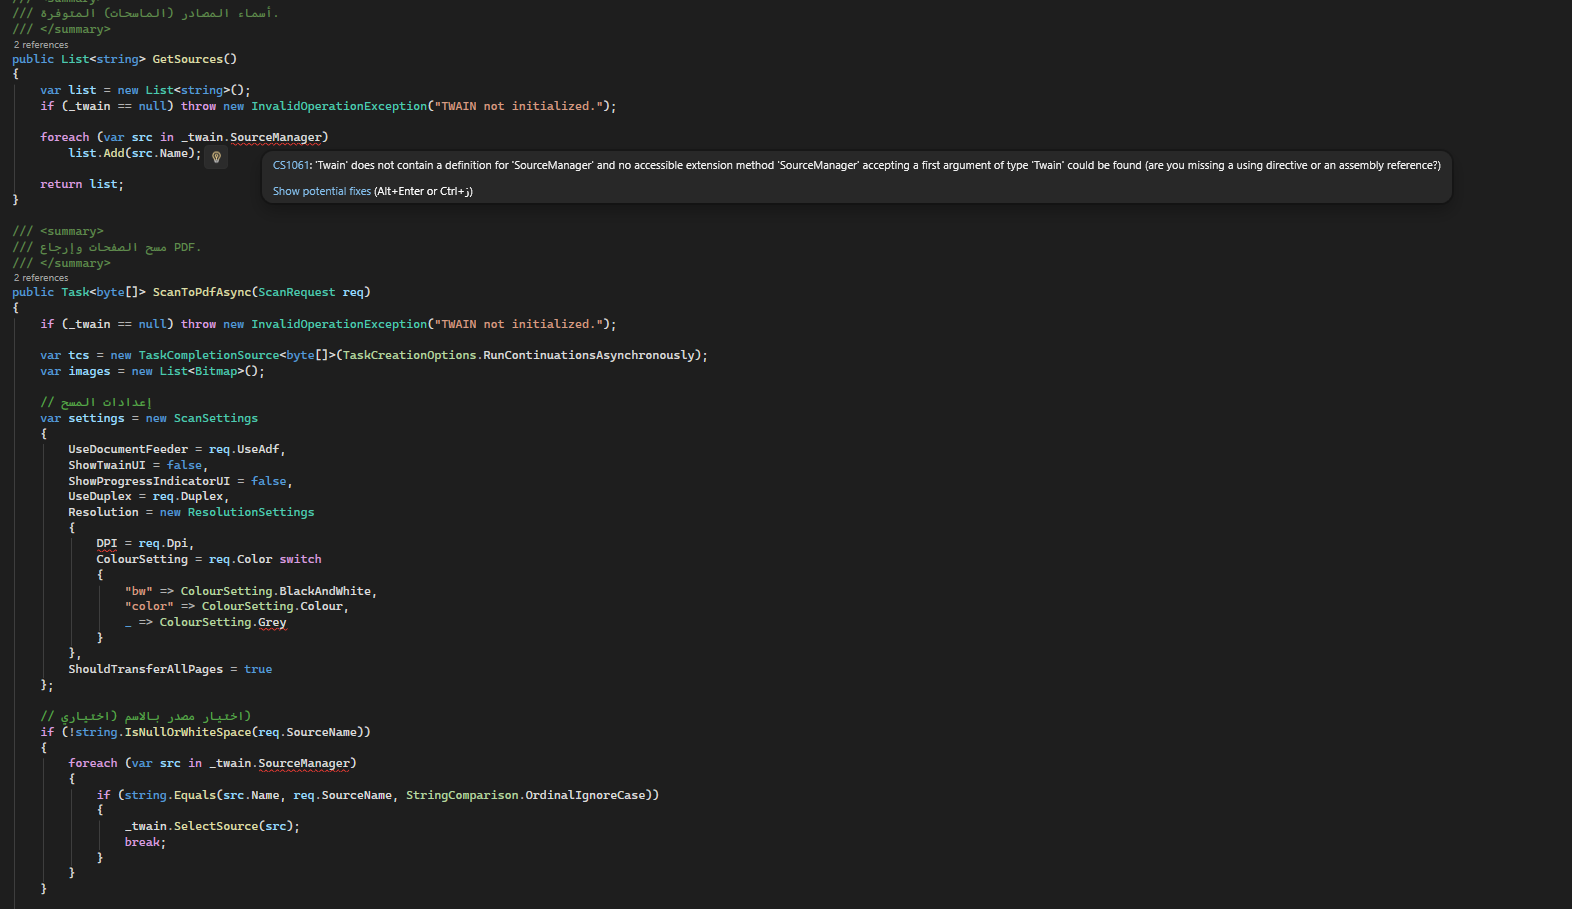 /// <summary>
/// أسماء المصادر (الماسحات) المتوفرة.
/// </summary>
2 references
public List<string> GetSources()
{
var list = new List<string>();
if (_twain == null) throw new InvalidOperationException("TWAIN not initialized.");
foreach (var src in _twain.SourceManager)
list.Add(src.Name);
CS1061: 'Twain' does not contain a definition for 'SourceManager' and no accessible extension method 'SourceManager' accepting a first argument of type 'Twain' could be found (are you missing a using directive or an assembly reference?)
return list;
Show potential fixes (Alt+Enter or Ctrl+ز)
}
/// <summary>
/// مسح الصفحات وإرجاع PDF.
/// </summary>
2 references
public Task<byte[]> ScanToPdfAsync(ScanRequest req)
{
if (_twain == null) throw new InvalidOperationException("TWAIN not initialized.");
var tcs = new TaskCompletionSource<byte[]>(TaskCreationOptions.RunContinuationsAsynchronously);
var images = new List<Bitmap>();
// إعدادات المسح
var settings = new ScanSettings
{
UseDocumentFeeder = req.UseAdf,
ShowTwainUI = false,
ShowProgressIndicatorUI = false,
UseDuplex = req.Duplex,
Resolution = new ResolutionSettings
{
DPI = req.Dpi,
ColourSetting = req.Color switch
{
"bw" => ColourSetting.BlackAndWhite,
"color" => ColourSetting.Colour,
_ => ColourSetting.Grey
}
},
ShouldTransferAllPages = true
};
// اختيار مصدر بالاسم (اختياري)
if (!string.IsNullOrWhiteSpace(req.SourceName))
{
foreach (var src in _twain.SourceManager)
{
if (string.Equals(src.Name, req.SourceName, StringComparison.OrdinalIgnoreCase))
{
_twain.SelectSource(src);
break;
}
}
}